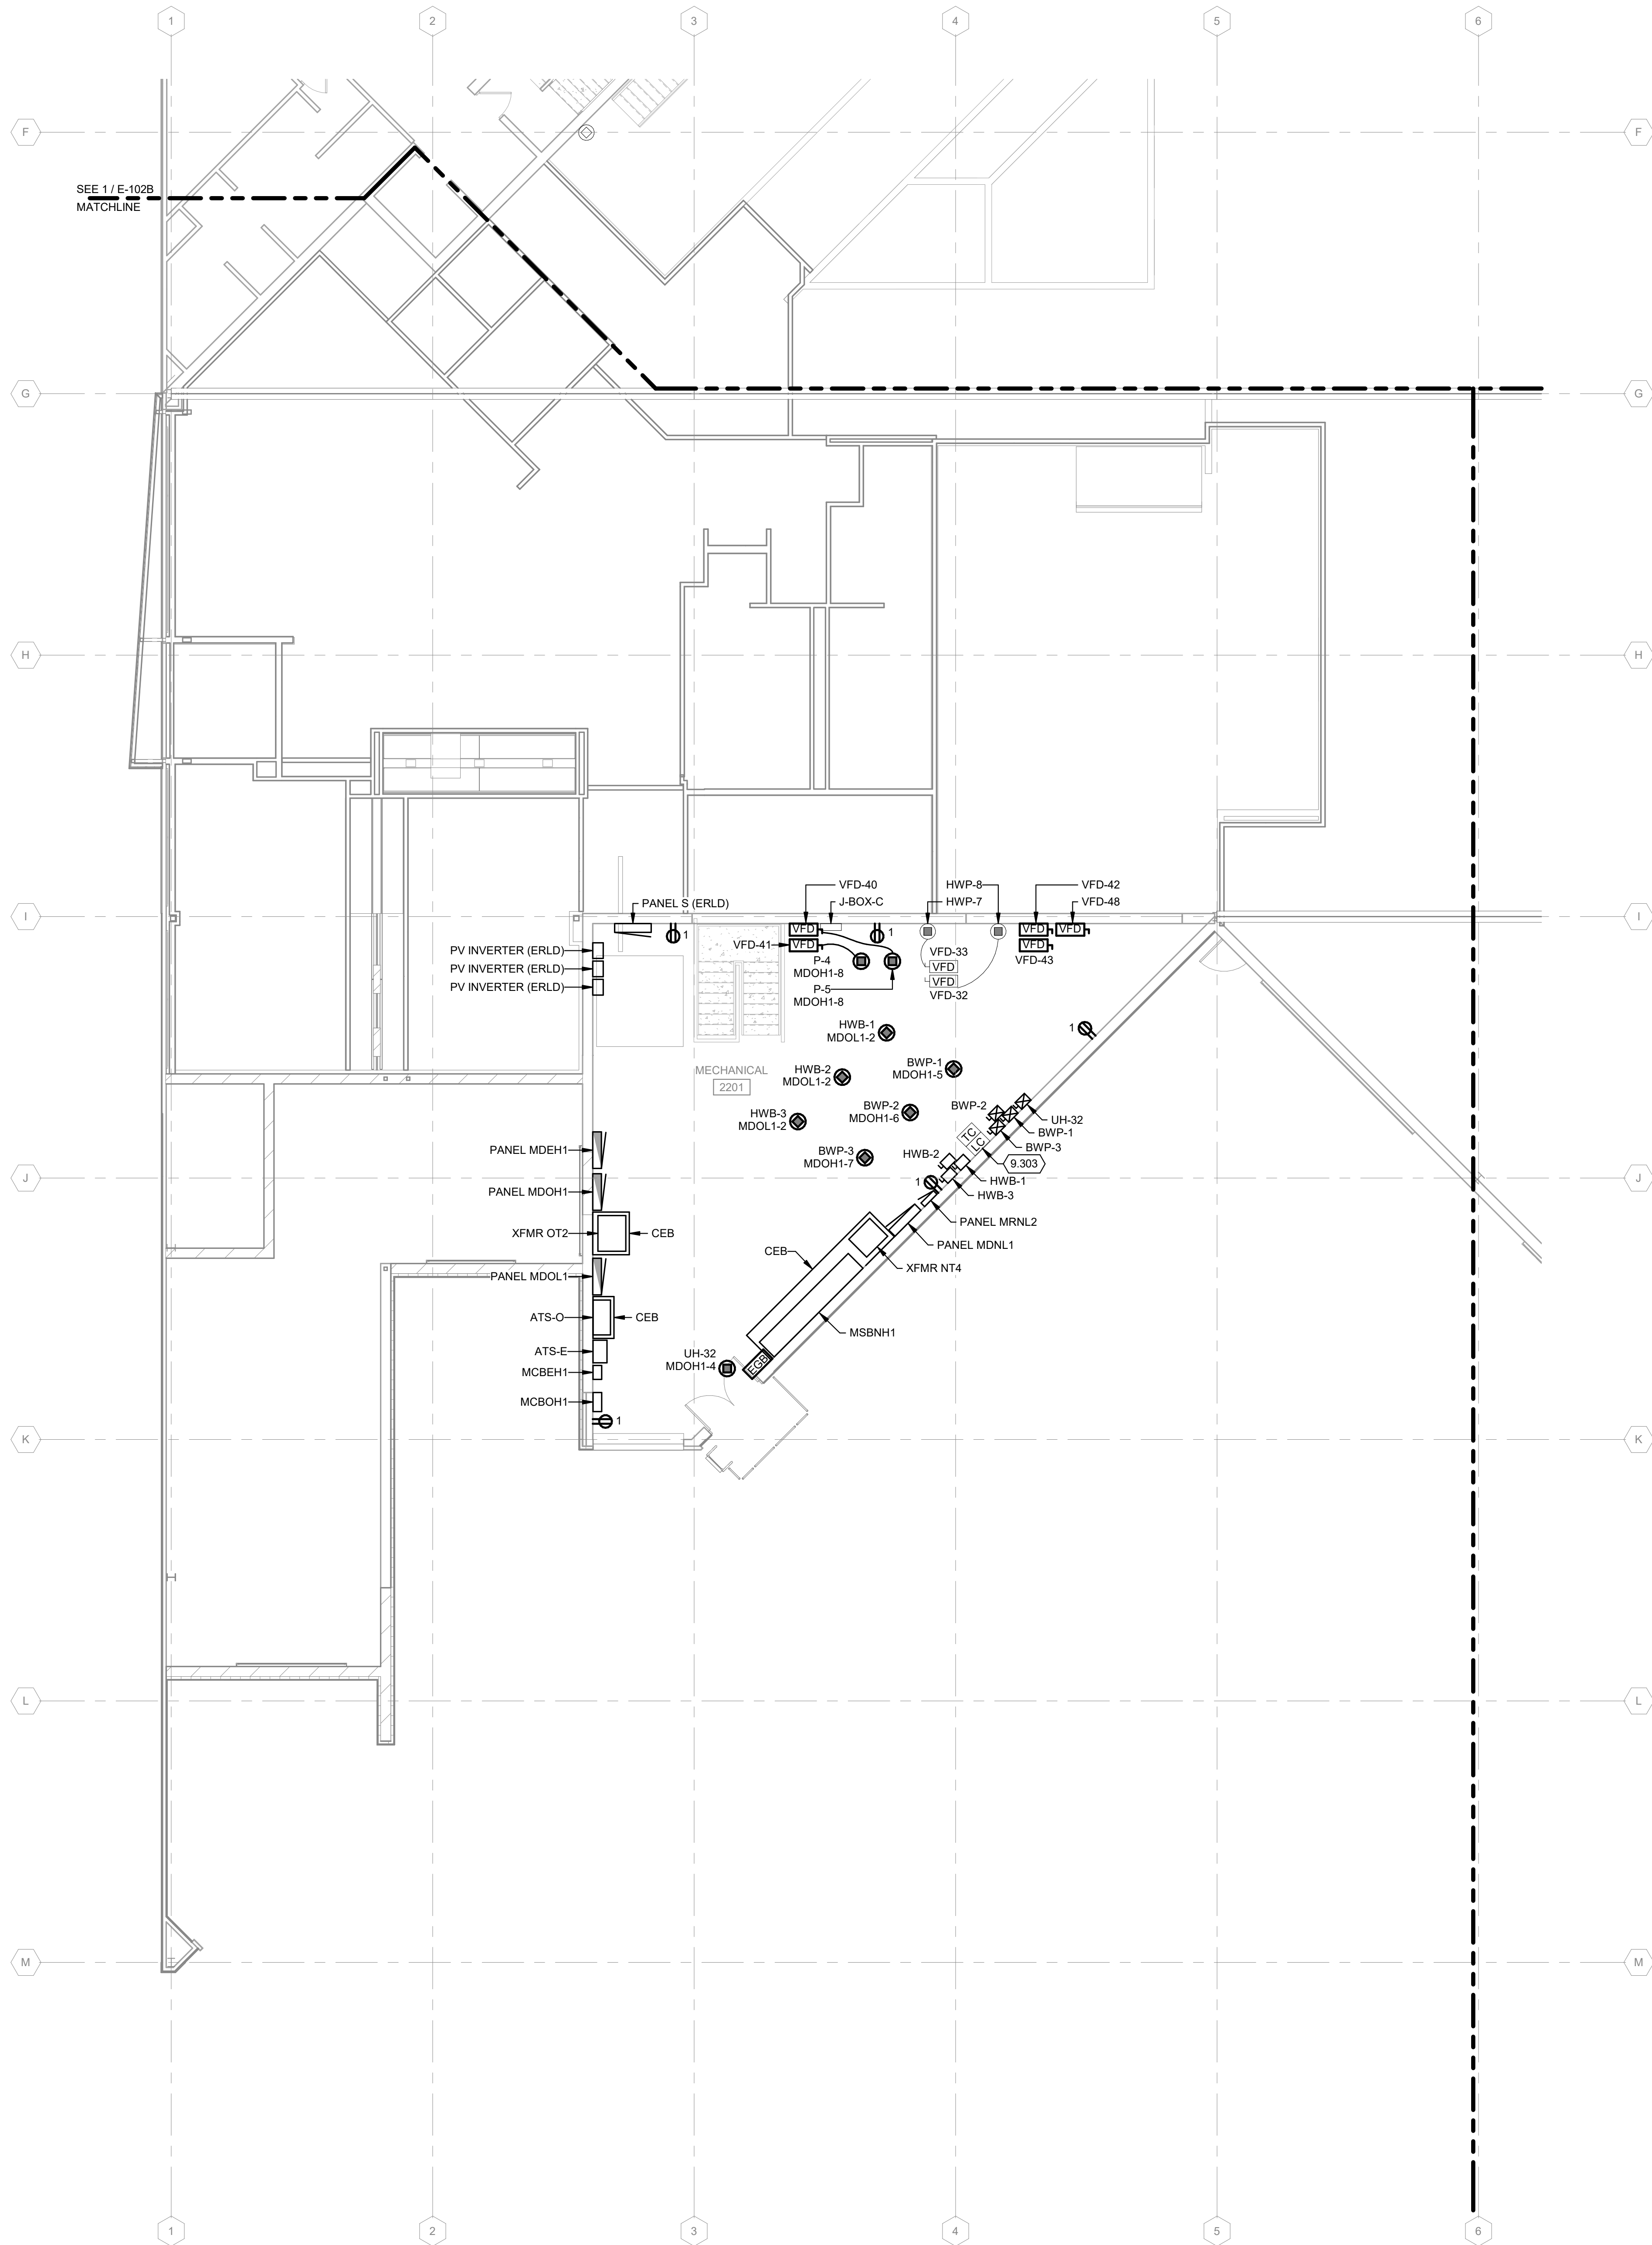 1
2
3
4
5
6
F
F
SEE 1 / E-102B
MATCHLINE
G
G
H
H
VFD-40
HWP-8
VFD-42
PANEL S (ERLD)
J-BOX-C
HWP-7
VFD-48
I
I
VFD
VFD
VFD
1
1
VFD-41
VFD
VFD
PV INVERTER (ERLD)
VFD-33
P-4
MDOH1-8
VFD-43
PV INVERTER (ERLD)
VFD
VFD
PV INVERTER (ERLD)
P-5
MDOH1-8
VFD-32
HWB-1
MDOL1-2
1
BWP-1
MDOH1-5
MECHANICAL
2201
HWB-2
MDOL1-2
BWP-2
MDOH1-6
BWP-2
HWB-3
MDOL1-2
UH-32
BWP-1
TC
LC
BWP-3
PANEL MDEH1
BWP-3
MDOH1-7
HWB-2
9.303
J
J
HWB-1
1
PANEL MDOH1
HWB-3
PANEL MRNL2
XFMR OT2
CEB
PANEL MDNL1
CEB
XFMR NT4
PANEL MDOL1
ATS-O
CEB
MSBNH1
ATS-E
UH-32
MDOH1-4
EGB
MCBEH1
MCBOH1
1
K
K
L
L
M
M
1
2
3
4
5
6